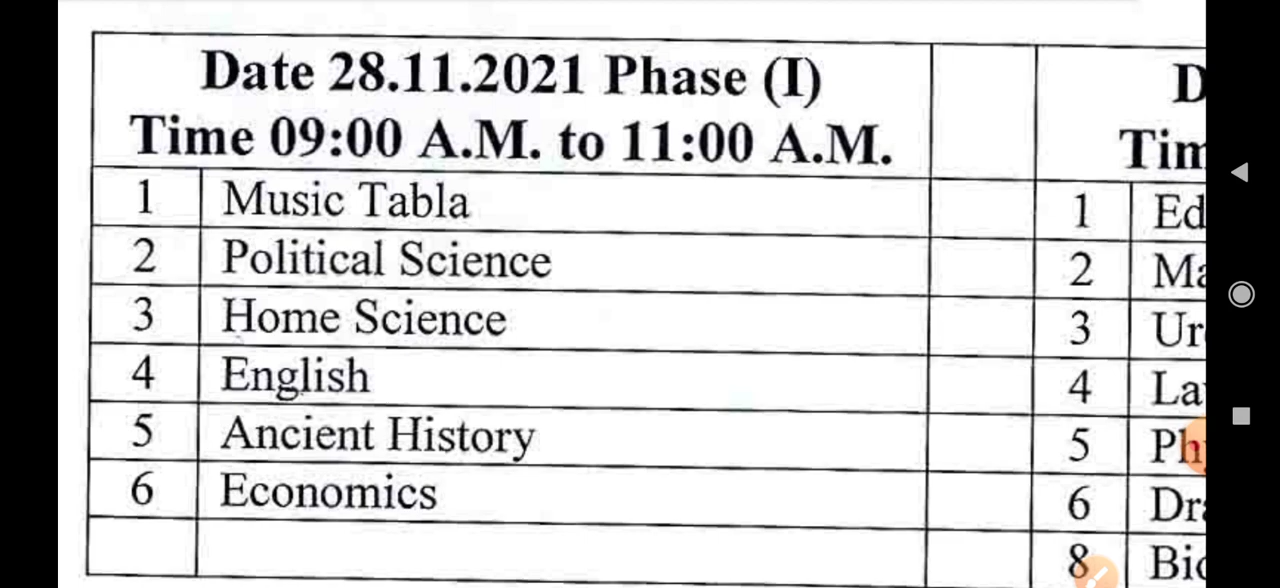 Date 28.11.2021 Phase (I)
Time 09:00 A.M. to 11:00 A.M.
1 Music Tabla
2 Political Science
3 Home Science
4 English
5 Ancient History
6 Economics
1
2
3
4
5
6
8